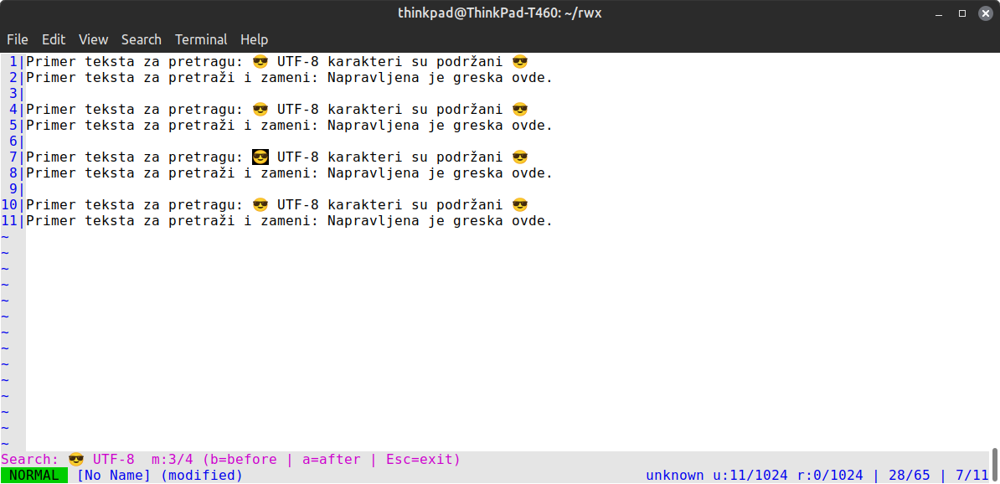 thinkpad@ThinkPad-T460: ~/rwx
File Edit View Search Terminal Help
1|Primer teksta za pretragu: 😎 UTF-8 karakteri su podržani 😎
2|Primer teksta za pretraži i zameni: Napravljena je greska ovde.
3|
4|Primer teksta za pretragu: 😎 UTF-8 karakteri su podržani 😎
5|Primer teksta za pretraži i zameni: Napravljena je greska ovde.
6|
7|Primer teksta za pretragu: 😎 UTF-8 karakteri su podržani 😎
8|Primer teksta za pretraži i zameni: Napravljena je greska ovde.
9|
10|Primer teksta za pretragu: 😎 UTF-8 karakteri su podržani 😎
11|Primer teksta za pretraži i zameni: Napravljena je greska ovde.
~
~
~
~
~
~
~
~
~
~
~
~
~
~
Search: 😎 UTF-8  m:3/4 (b=before | a=after | Esc=exit)
NORMAL [No Name] (modified) unknown u:11/1024 r:0/1024 | 28/65 | 7/11